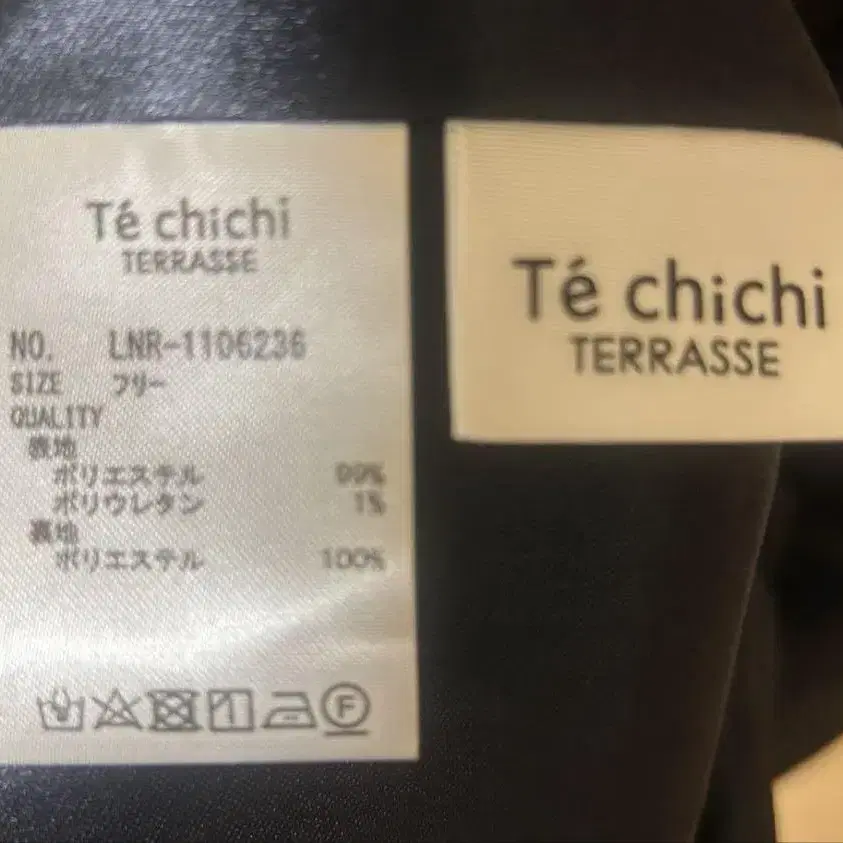 Té chichi
TERRASSE
NO. LNR-1106236
SIZE フリー
QUALITY
表地
ポリエステル 99%
ポリウレタン 1%
裏地
ポリエステル 100%
F
Té chichi
TERRASSE